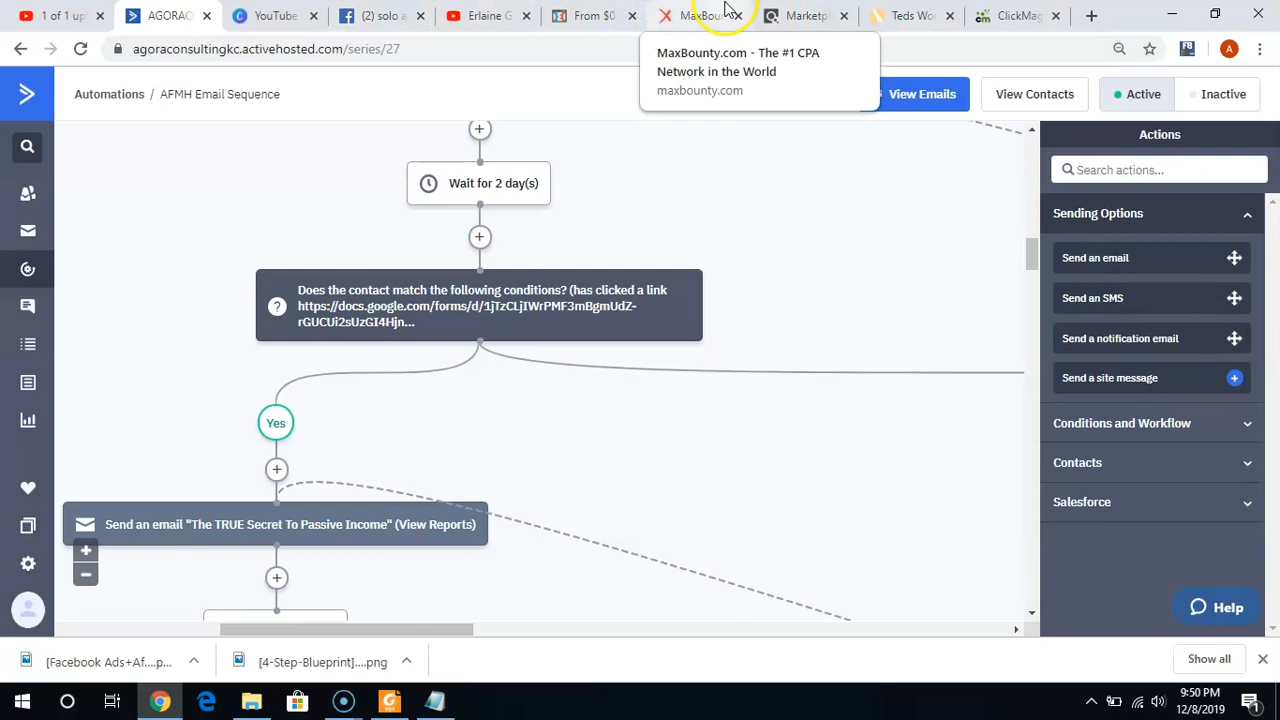 1 of 1 upl
AGORAC
YouTube
(2) solo a
Erlaine G
From $0
MaxBou
Marketpl
Teds Wo
ClickMag
agoraconsultingkc.activehosted.com/series/27
F8
A
MaxBounty.com - The #1 CPA
Network in the World
maxbounty.com
Automations / AFMH Email Sequence
View Emails
View Contacts
Active
Inactive
Actions
Search actions...
Wait for 2 day(s)
Sending Options
Send an email
Send an SMS
Send a notification email
Send a site message
Conditions and Workflow
Contacts
Salesforce
Does the contact match the following conditions? (has clicked a link
https://docs.google.com/forms/d/1jTzCLjIWrPMF3mBgmUdZ-
rGUCUi2sUzGI4Hjn...
Yes
Send an email "The TRUE Secret To Passive Income" (View Reports)
Help
[Facebook Ads+Af....p...
[4-Step-Blueprint]....png
Show all
9:50 PM
12/8/2019